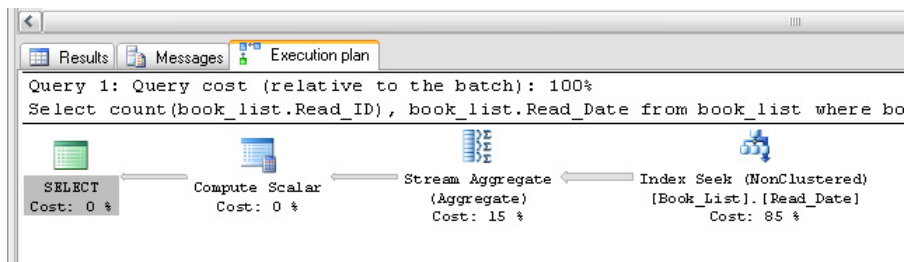 Results Messages Execution plan
Query 1: Query cost (relative to the batch): 100%
Select count(book_list.Read_ID), book_list.Read_Date from book_list where bo
SELECT
Cost: 0 %
Compute Scalar
Cost: 0 %
Stream Aggregate
(Aggregate)
Cost: 15 %
Index Seek (NonClustered)
[Book_List].[Read_Date]
Cost: 85 %